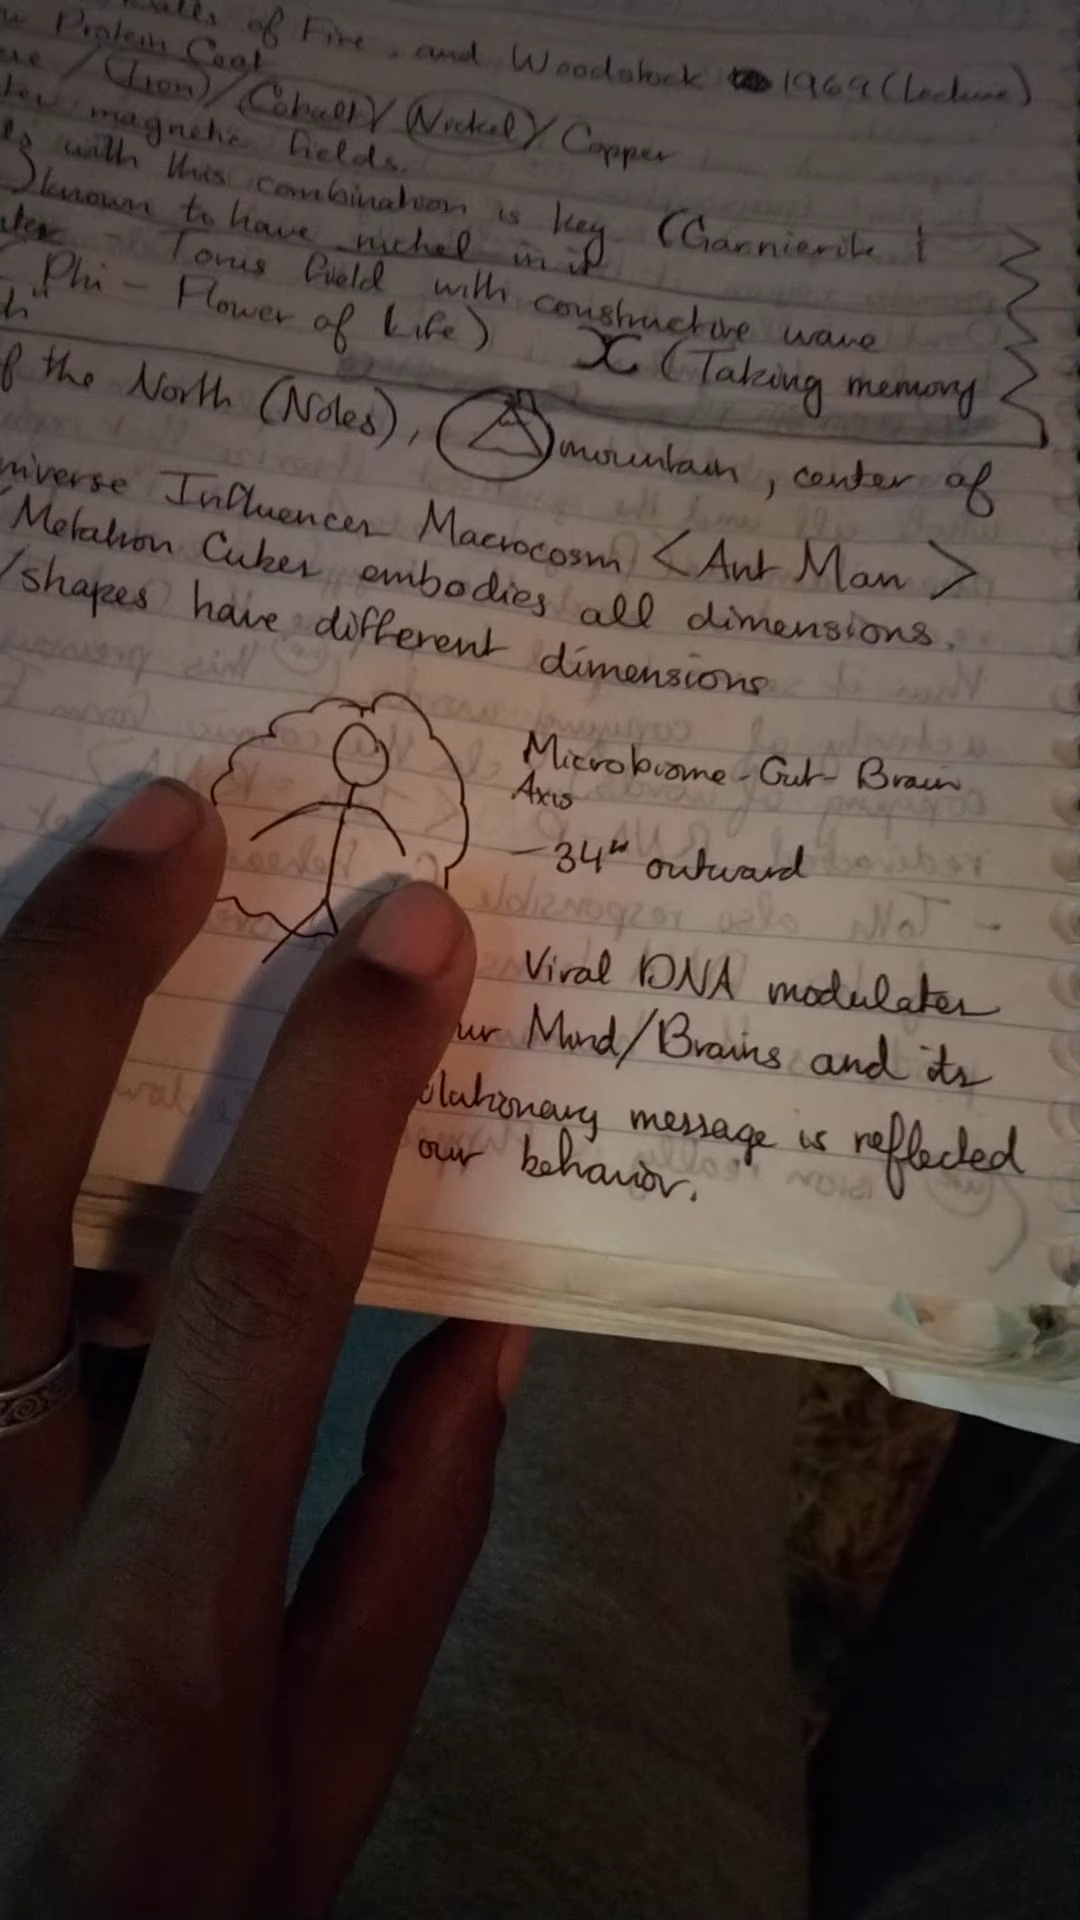 of Fire, and Woodstock 1969 (Lecture)
Protein Coat
/ (Iron) / (Cobalt) / (Nickel) / Copper
magnetic fields.
with this combination is key (Garnierite
) known to have nickel in it
- Torus field with constructive wave
Phi - Flower of Life) x (Taking memory
of the North (Notes), mountain, center of
Influences Macrocosm <Ant Man>
Metatron Cubes embodies all dimensions.
/shapes have different dimensions
Microbiome-Gut-Brain
Axis
- 34" outward
Viral DNA modulates
Mind/Brains and its
message is reflected
our behavior.